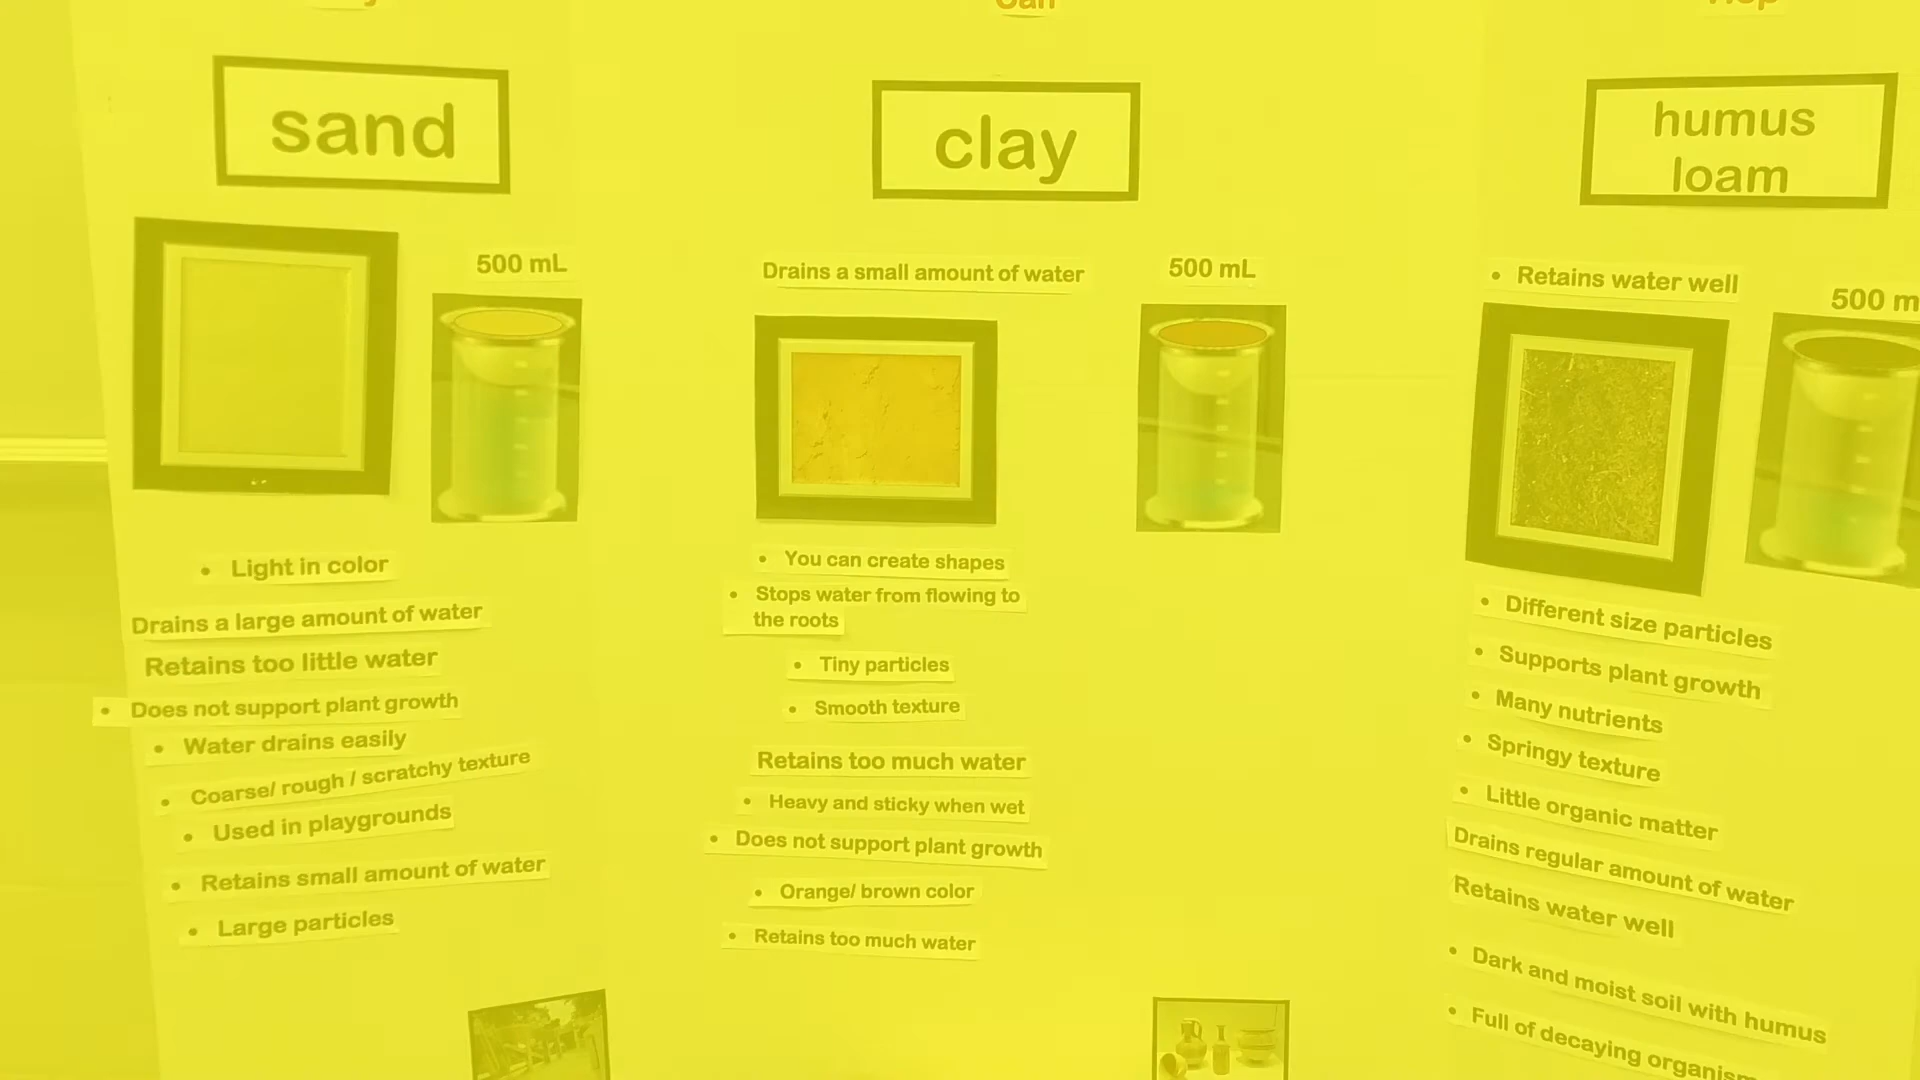 sand
500 mL
Light in color
Drains a large amount of water
Retains too little water
Does not support plant growth
Water drains easily
Coarse/ rough / scratchy texture
Used in playgrounds
Retains small amount of water
Large particles
clay
Drains a small amount of water
500 mL
You can create shapes
Stops water from flowing to
the roots
Tiny particles
Smooth texture
Retains too much water
Heavy and sticky when wet
Does not support plant growth
Orange/ brown color
Retains too much water
humus
loam
Retains water well
500 m
Different size particles
Supports plant growth
Many nutrients
Springy texture
Little organic matter
Drains regular amount of water
Retains water well
Dark and moist soil with humus
Full of decaying organism